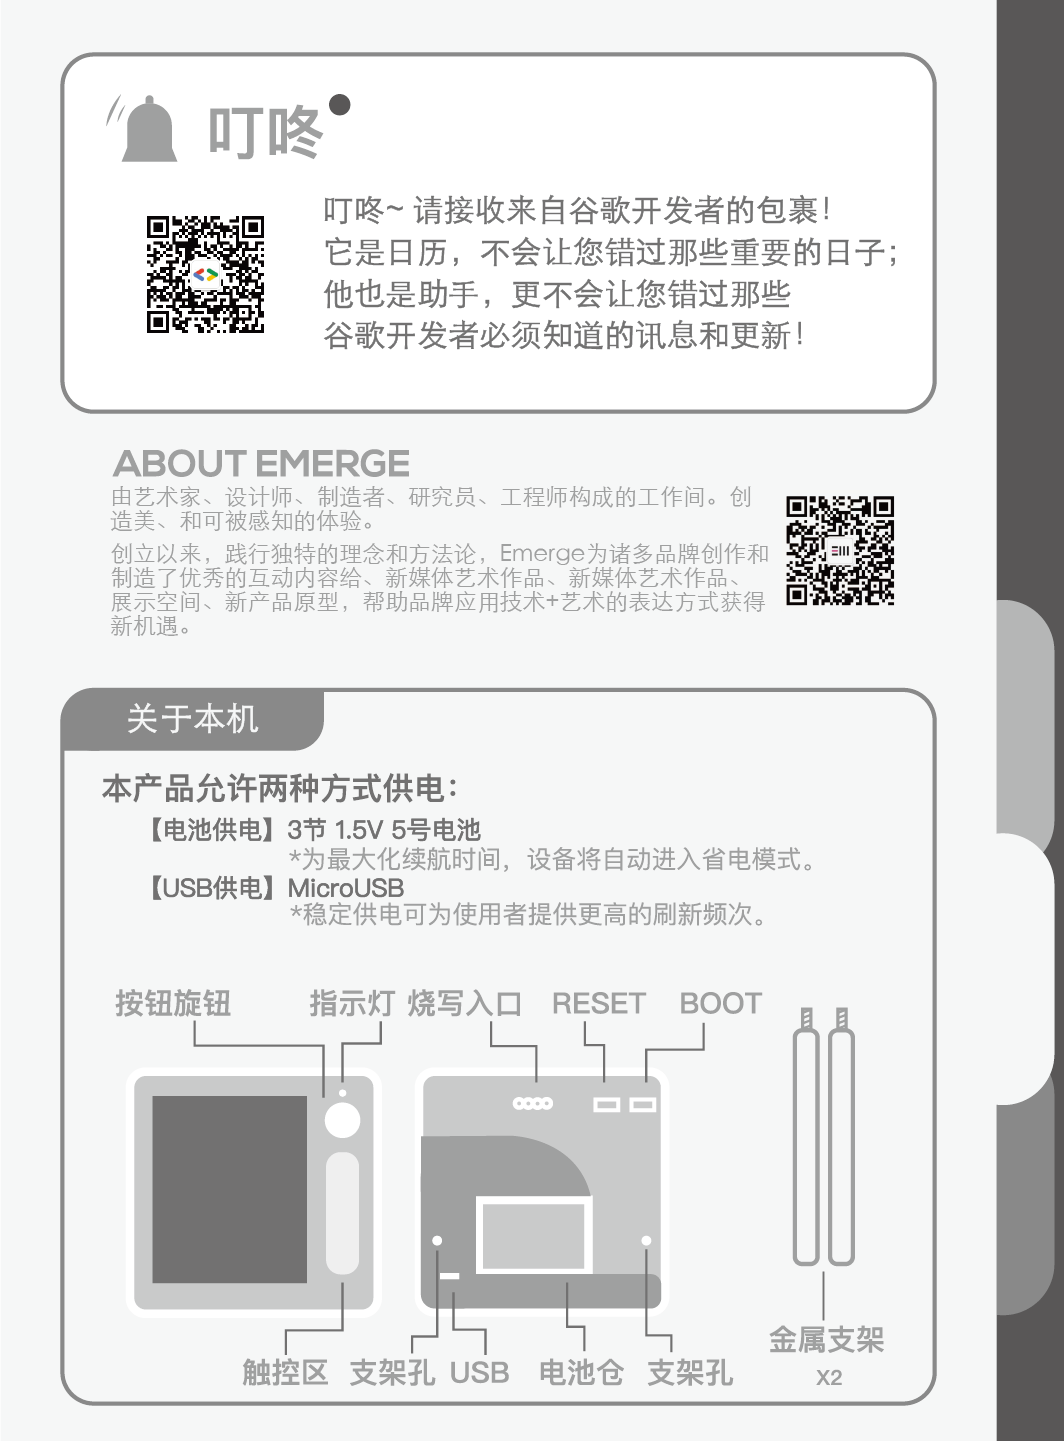 叮咚
叮咚~ 请接收来自谷歌开发者的包裹！
它是日历，不会让您错过那些重要的日子；
他也是助手，更不会让您错过那些
谷歌开发者必须知道的讯息和更新！
ABOUT EMERGE
由艺术家、设计师、制造者、研究员、工程师构成的工作间。创
造美、和可被感知的体验。
创立以来，践行独特的理念和方法论，Emerge为诸多品牌创作和
制造了优秀的互动内容给、新媒体艺术作品、新媒体艺术作品、
展示空间、新产品原型，帮助品牌应用技术+艺术的表达方式获得
新机遇。
关于本机
本产品允许两种方式供电：
【电池供电】3节 1.5V 5号电池
*为最大化续航时间，设备将自动进入省电模式。
【USB供电】MicroUSB
*稳定供电可为使用者提供更高的刷新频次。
按钮旋钮 指示灯 烧写入口 RESET BOOT
触控区 支架孔 USB 电池仓 支架孔
金属支架
X2